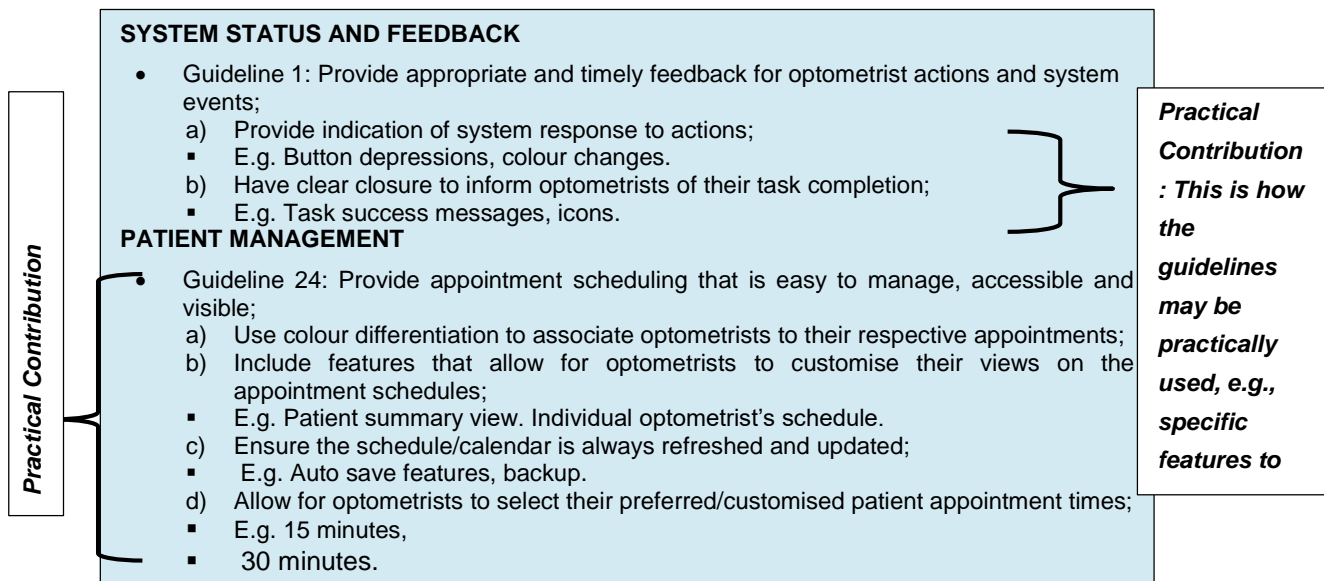 SYSTEM STATUS AND FEEDBACK
• Guideline 1: Provide appropriate and timely feedback for optometrist actions and system
events;
a) Provide indication of system response to actions;
▪ E.g. Button depressions, colour changes.
b) Have clear closure to inform optometrists of their task completion;
▪ E.g. Task success messages, icons.
PATIENT MANAGEMENT
• Guideline 24: Provide appointment scheduling that is easy to manage, accessible and
visible;
a) Use colour differentiation to associate optometrists to their respective appointments;
b) Include features that allow for optometrists to customise their views on the
appointment schedules;
▪ E.g. Patient summary view. Individual optometrist's schedule.
c) Ensure the schedule/calendar is always refreshed and updated;
▪ E.g. Auto save features, backup.
d) Allow for optometrists to select their preferred/customised patient appointment times;
▪ E.g. 15 minutes,
▪ 30 minutes.
Practical Contribution
Practical
Contribution
: This is how
the
guidelines
may be
practically
used, e.g.,
specific
features to